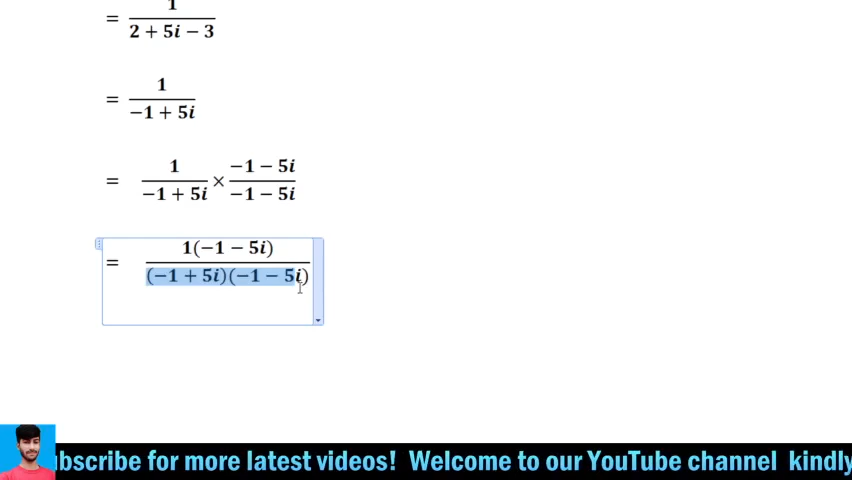 = 1 / 2 + 5i − 3
= 1 / −1 + 5i
= 1 / −1 + 5i × −1 − 5i / −1 − 5i
= 1(−1 − 5i) / (−1 + 5i)(−1 − 5i)
ubscribe for more latest videos! Welcome to our YouTube channel kindly